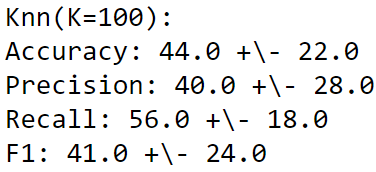 Knn(K=100):
Accuracy: 44.0 +\- 22.0
Precision: 40.0 +\- 28.0
Recall: 56.0 +\- 18.0
F1: 41.0 +\- 24.0